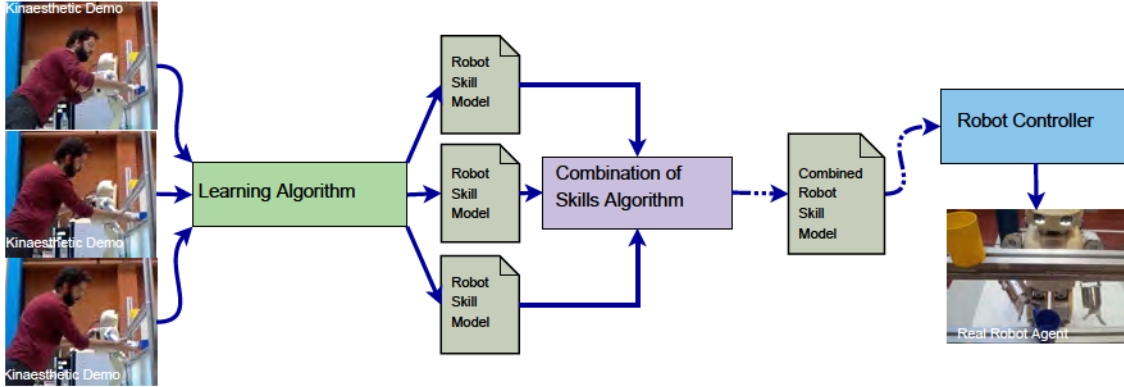 Kinaesthetic Demo
Kinaesthetic Demo
Kinaesthetic Demo
Learning Algorithm
Robot
Skill
Model
Robot
Skill
Model
Robot
Skill
Model
Combination of
Skills Algorithm
Combined
Robot
Skill
Model
Robot Controller
Real Robot Agent